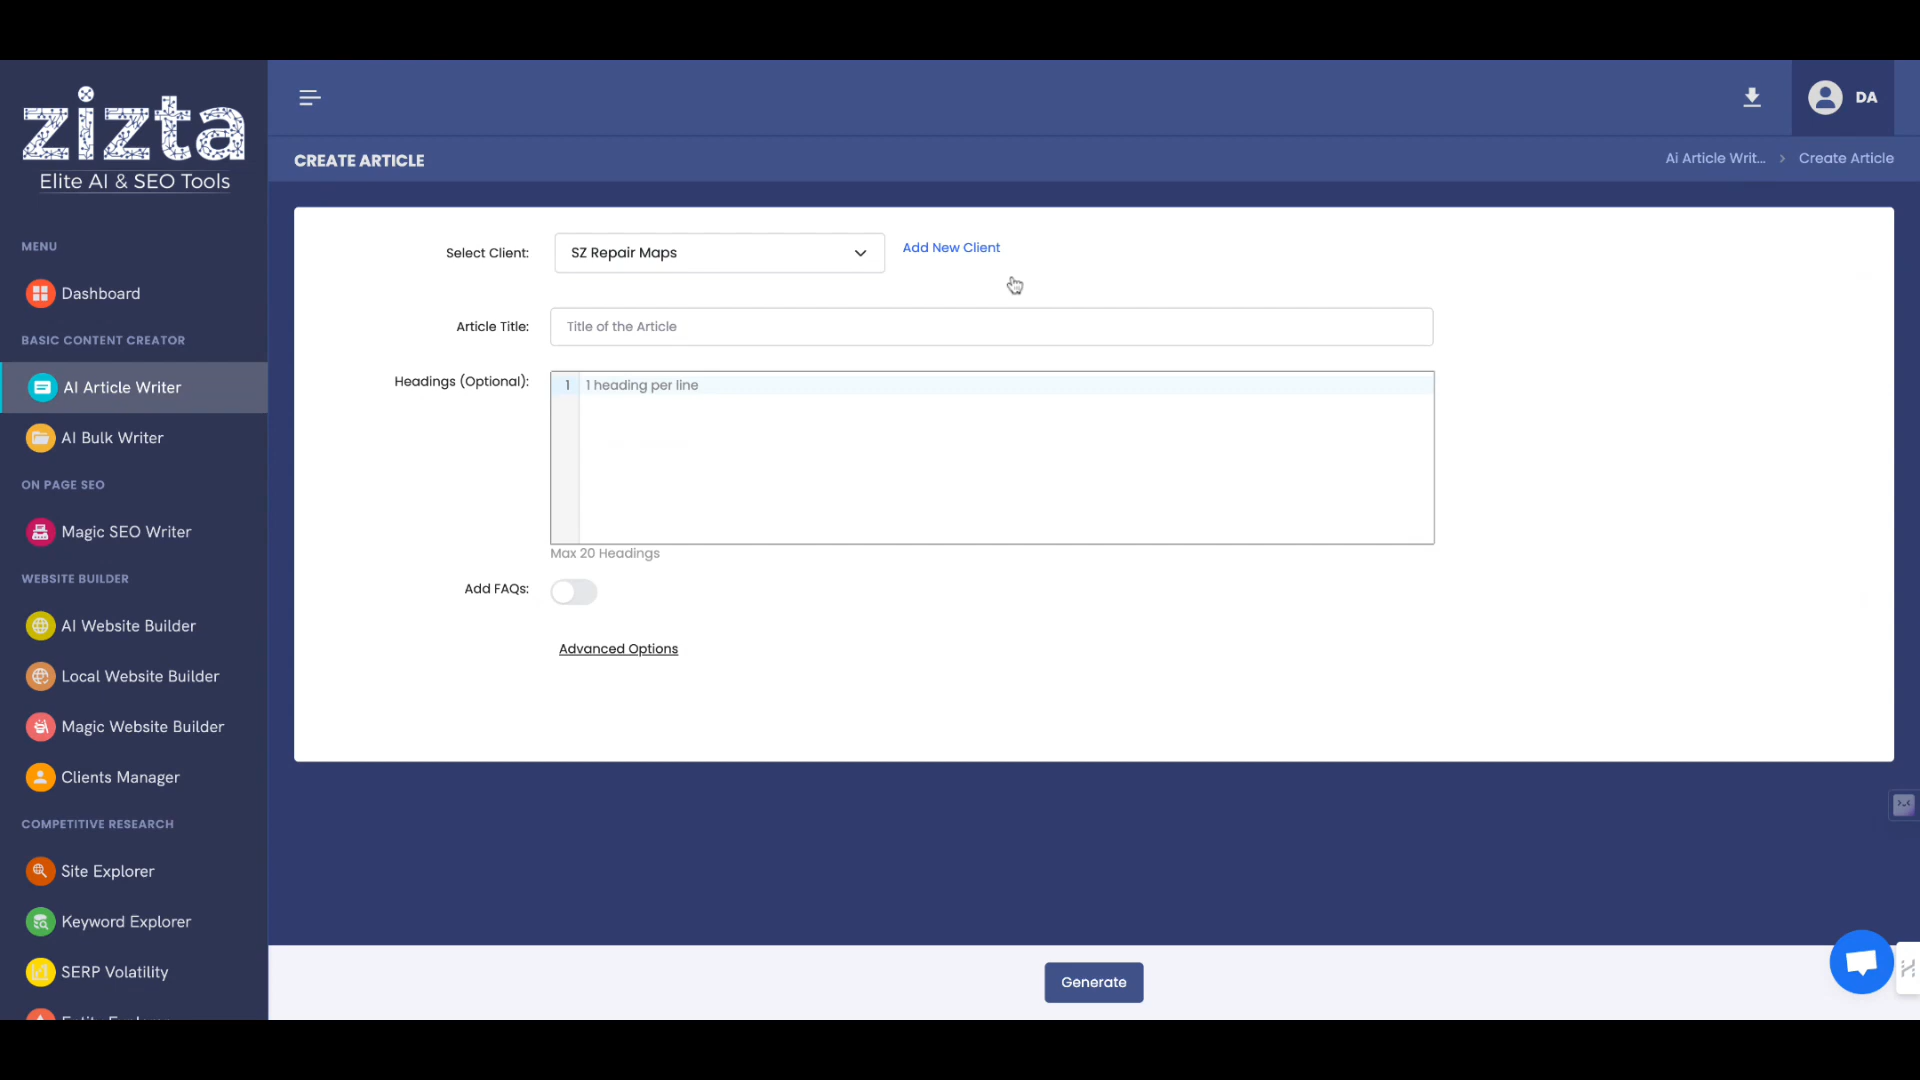 zizta
Elite AI & SEO Tools
DA
CREATE ARTICLE
Ai Article Writ... > Create Article
MENU
Dashboard
BASIC CONTENT CREATOR
AI Article Writer
AI Bulk Writer
ON PAGE SEO
Magic SEO Writer
WEBSITE BUILDER
AI Website Builder
Local Website Builder
Magic Website Builder
Clients Manager
COMPETITIVE RESEARCH
Site Explorer
Keyword Explorer
SERP Volatility
Select Client: SZ Repair Maps Add New Client
Article Title: Title of the Article
Headings (Optional): 1 1 heading per line
Max 20 Headings
Add FAQs:
Advanced Options
Generate